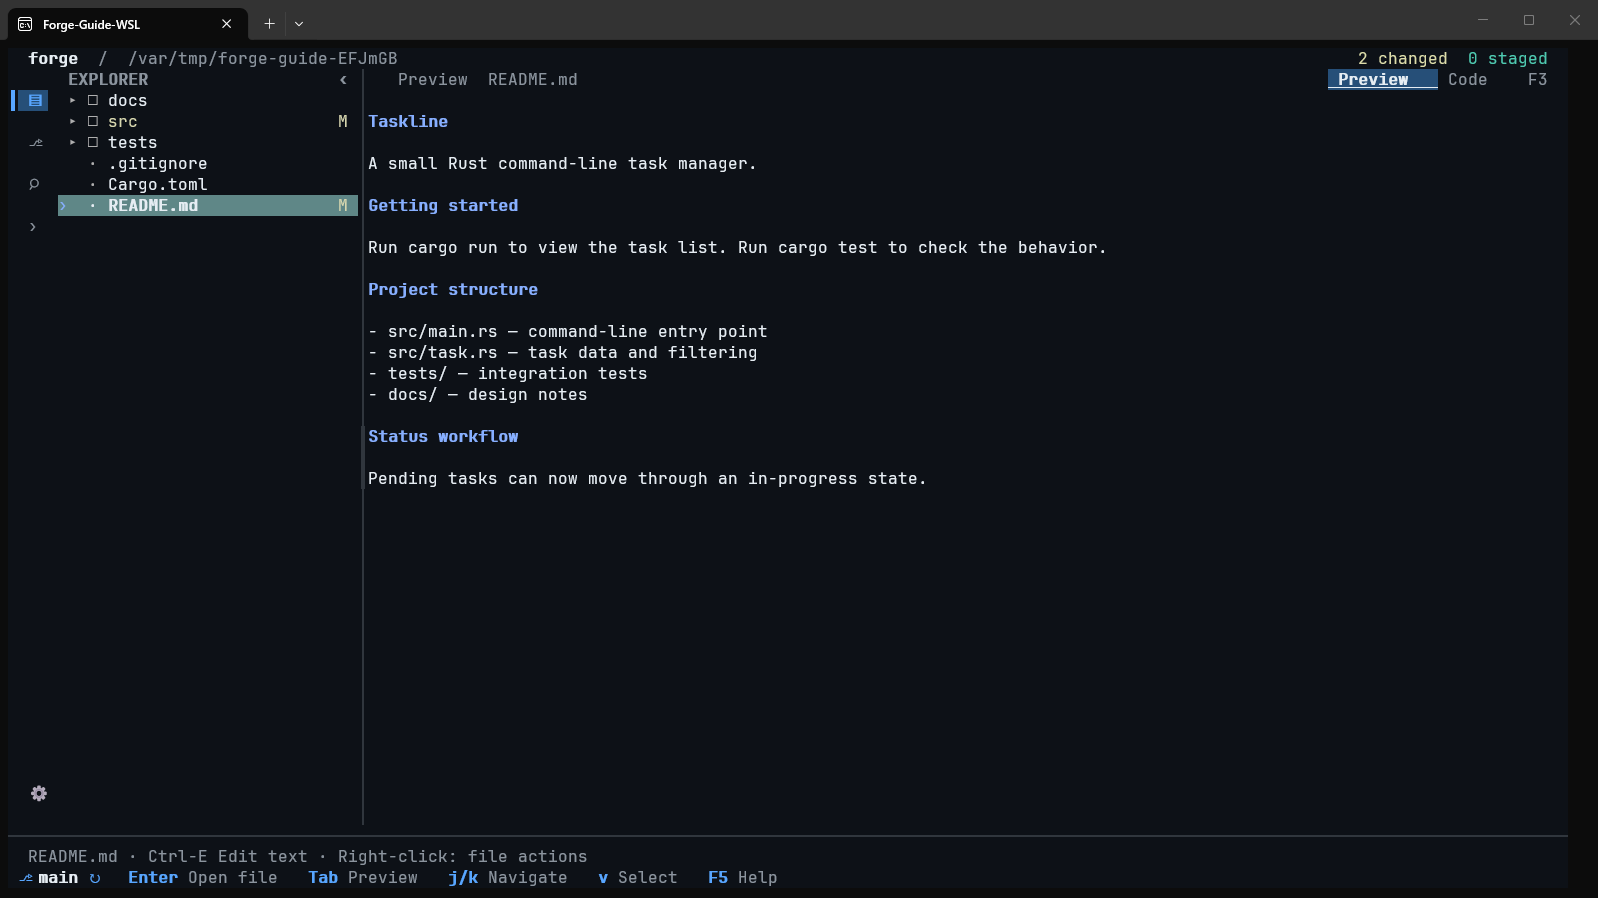 Forge-Guide-WSL
forge / /var/tmp/forge-guide-EFJmGB 2 changed 0 staged
EXPLORER ‹ Preview README.md Preview Code F3
▸ □ docs
▸ □ src M
▸ □ tests
· .gitignore
· Cargo.toml
› · README.md M
Taskline
A small Rust command-line task manager.
Getting started
Run cargo run to view the task list. Run cargo test to check the behavior.
Project structure
- src/main.rs — command-line entry point
- src/task.rs — task data and filtering
- tests/ — integration tests
- docs/ — design notes
Status workflow
Pending tasks can now move through an in-progress state.
README.md · Ctrl-E Edit text · Right-click: file actions
main ↻ Enter Open file Tab Preview j/k Navigate v Select F5 Help